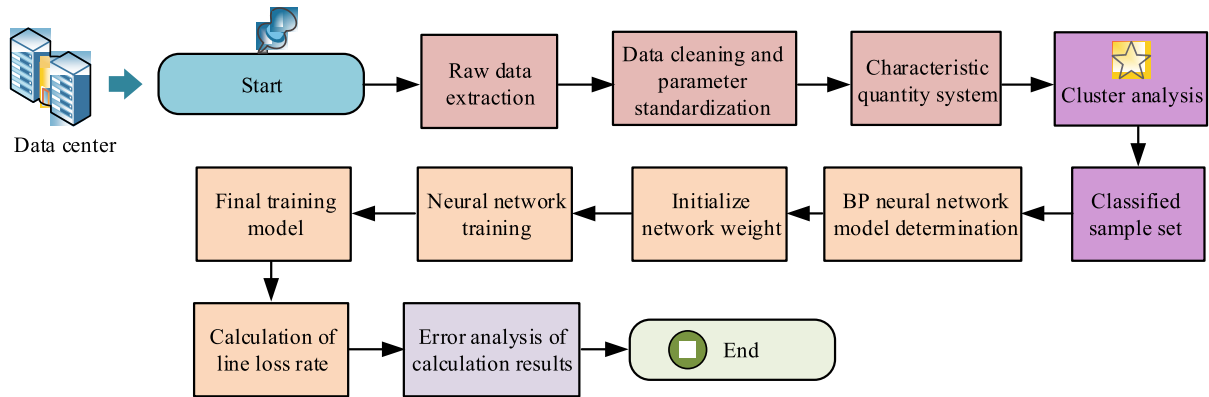 Data center
Start
Raw data
extraction
Data cleaning and
parameter
standardization
Characteristic
quantity system
Cluster analysis
Classified
sample set
BP neural network
model determination
Initialize
network weight
Neural network
training
Final training
model
Calculation of
line loss rate
Error analysis of
calculation results
End